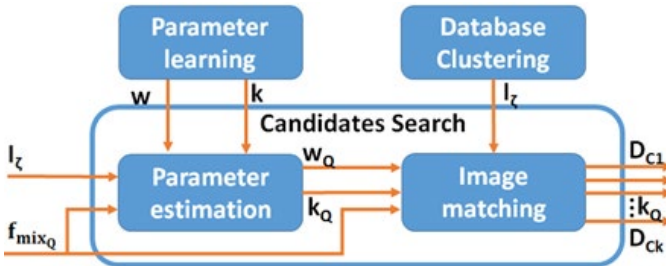 Parameter
learning
Database
Clustering
w
k
I_ζ
Candidates Search
I_ζ
Parameter
estimation
w_Q
k_Q
Image
matching
D_C1
⋮k_Q
D_Ck
f_mix_Q